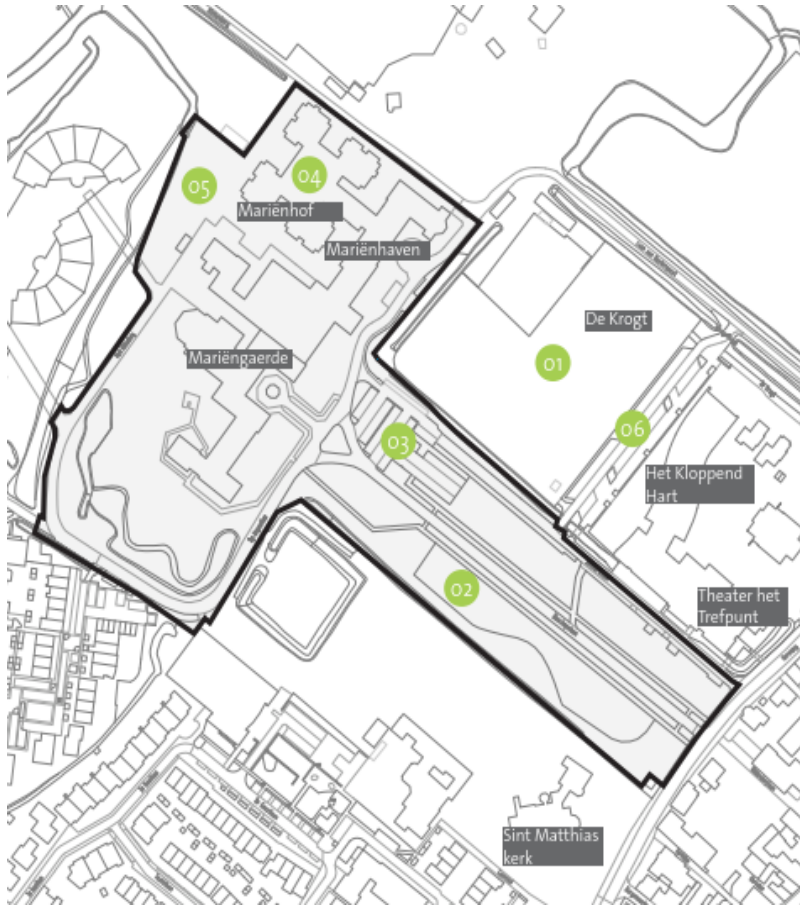 05
04
Mariënhof
Mariënhaven
De Krogt
Mariëngaerde
01
03
06
Het Kloppend
Hart
02
Theater het
Trefpunt
Sint Matthias
kerk